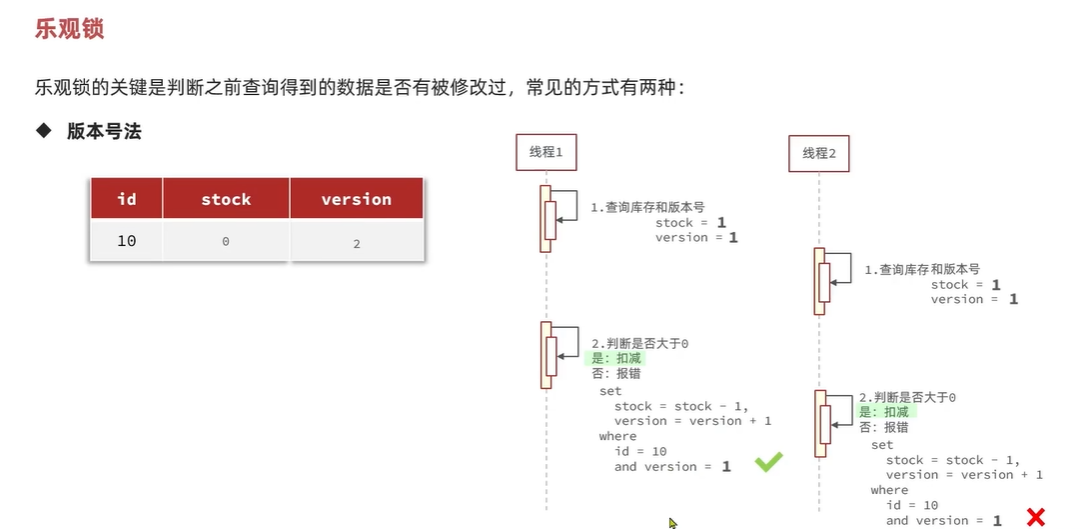 乐观锁
乐观锁的关键是判断之前查询得到的数据是否有被修改过，常见的方式有两种：
◆ 版本号法
id stock version
10 0 2
线程1
1.查询库存和版本号
stock = 1
version = 1
2.判断是否大于0
是：扣减
否：报错
set
stock = stock - 1,
version = version + 1
where
id = 10
and version = 1
线程2
1.查询库存和版本号
stock = 1
version = 1
2.判断是否大于0
是：扣减
否：报错
set
stock = stock - 1,
version = version + 1
where
id = 10
and version = 1